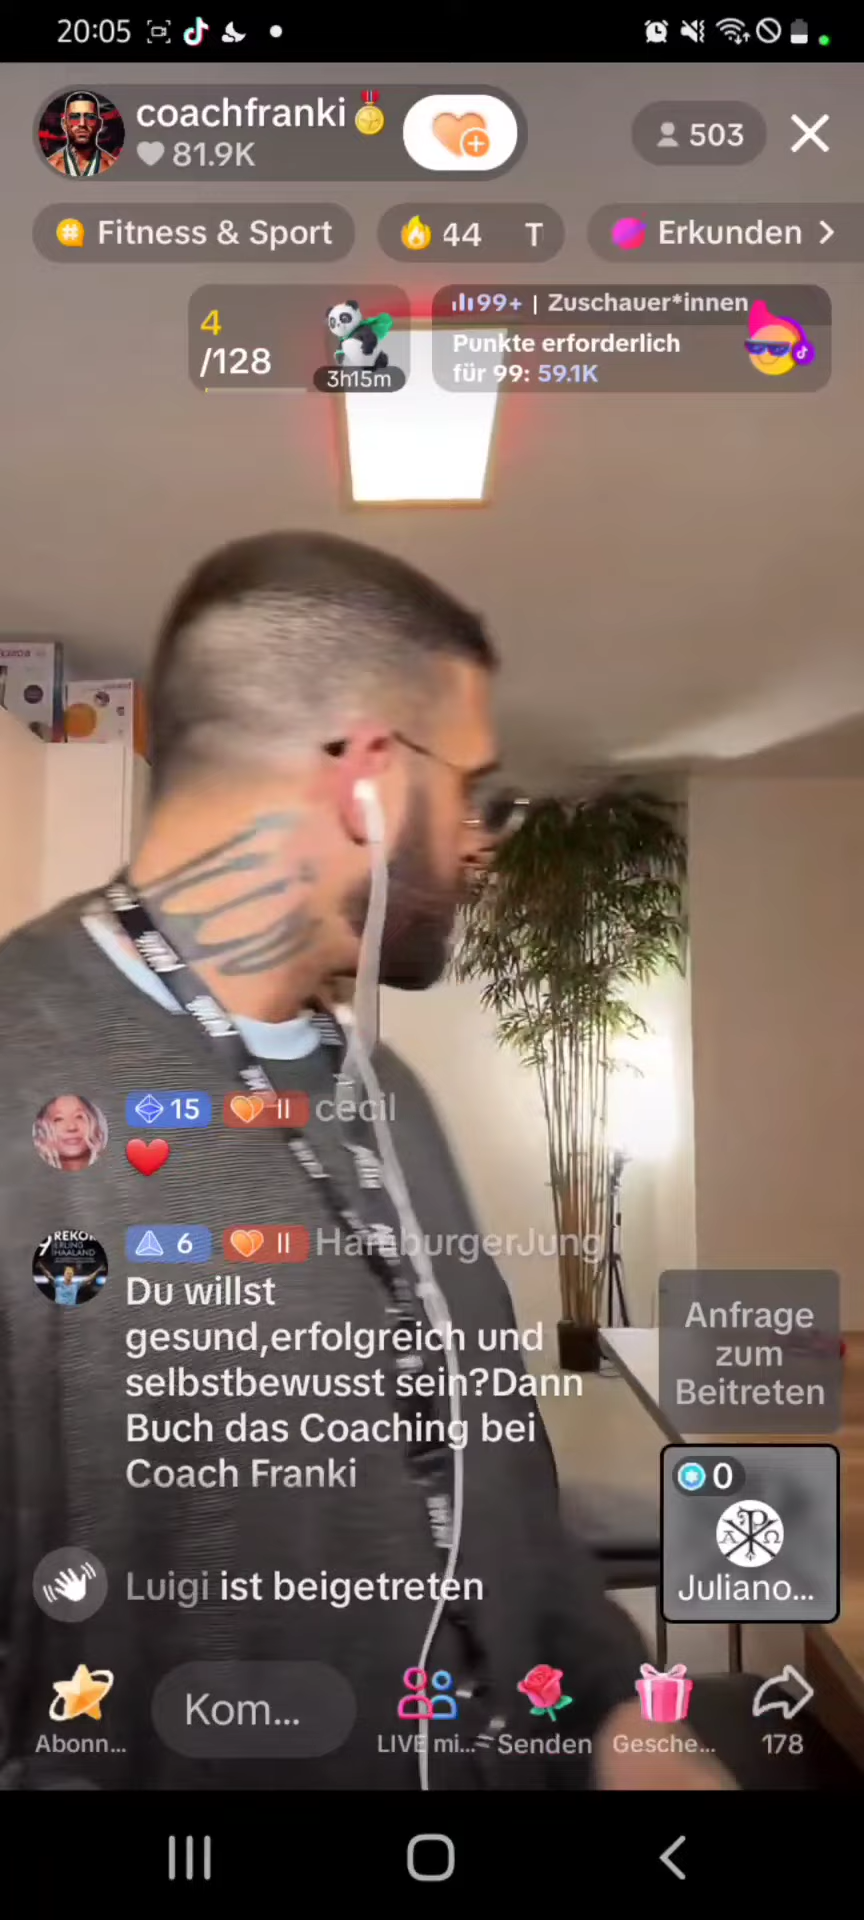 20:05
coachfranki
81.9K
503
Fitness & Sport
44 T
Erkunden
4
/128
3h15m
99+ | Zuschauer*innen
Punkte erforderlich
für 99: 59.1K
15 II cecil
6 II HamburgerJung
Du willst
gesund,erfolgreich und
selbstbewusst sein?Dann
Buch das Coaching bei
Coach Franki
Luigi ist beigetreten
Anfrage
zum
Beitreten
0
Juliano...
Abonn...
Kom...
LIVE mi...
Senden
Gesche...
178